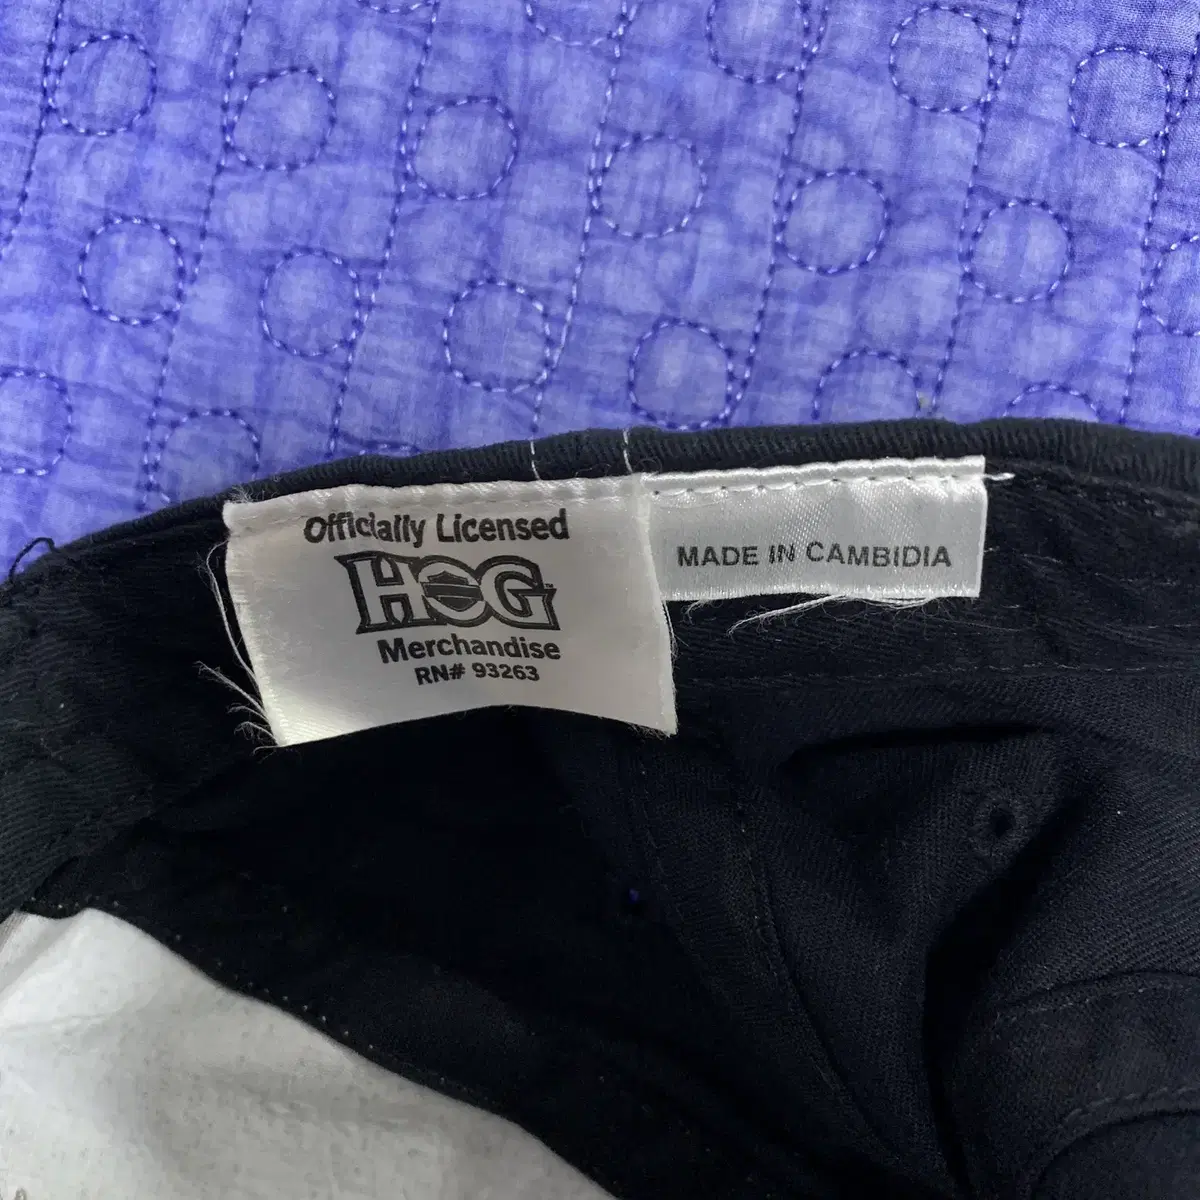 Officially Licensed
HOG
Merchandise
RN# 93263
MADE IN CAMBIDIA